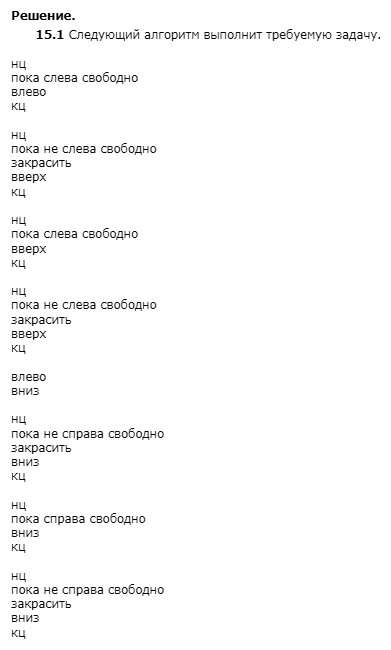 Решение.
15.1 Следующий алгоритм выполнит требуемую задачу.
нц
пока слева свободно
влево
кц
нц
пока не слева свободно
закрасить
вверх
кц
нц
пока слева свободно
вверх
кц
нц
пока не слева свободно
закрасить
вверх
кц
влево
вниз
нц
пока не справа свободно
закрасить
вниз
кц
нц
пока справа свободно
вниз
кц
нц
пока не справа свободно
закрасить
вниз
кц